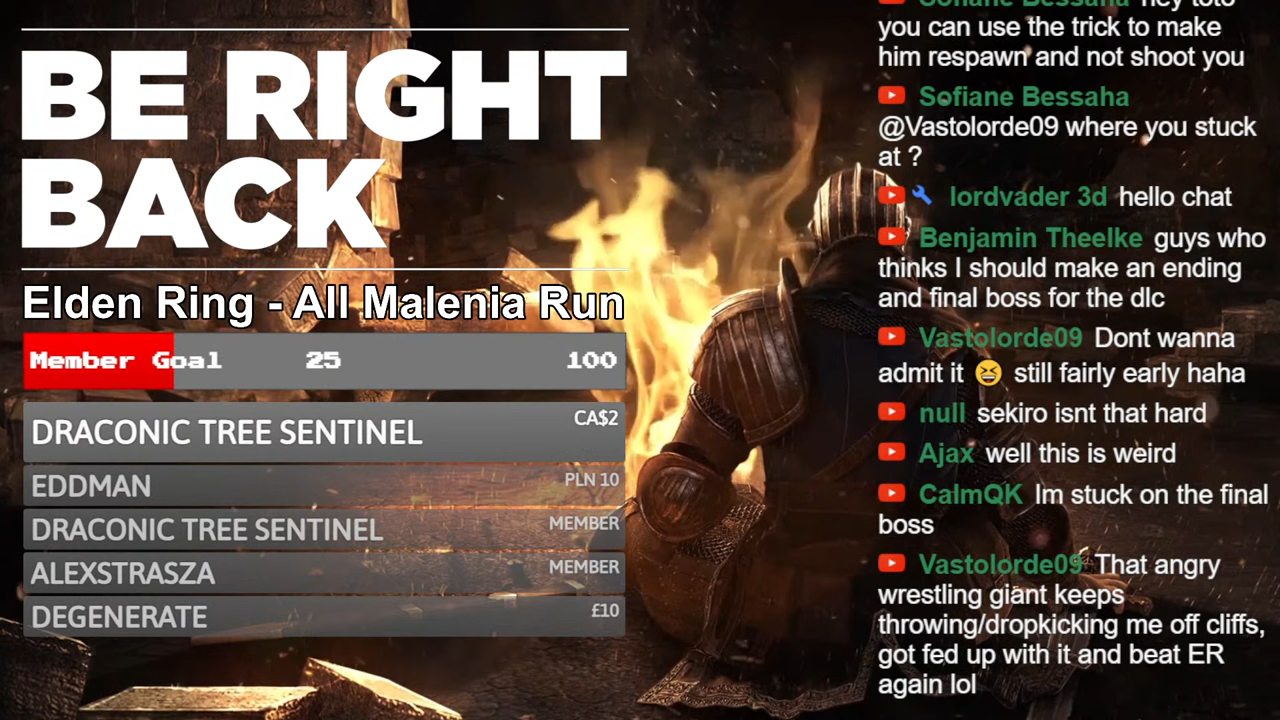 BE RIGHT
BACK
Elden Ring - All Malenia Run
Member Goal 25 100
DRACONIC TREE SENTINEL CA$2
EDDMAN PLN 10
DRACONIC TREE SENTINEL MEMBER
ALEXSTRASZA MEMBER
DEGENERATE £10
Sofiane Bessaha hey toto
you can use the trick to make
him respawn and not shoot you
Sofiane Bessaha
@Vastolorde09 where you stuck
at ?
lordvader 3d hello chat
Benjamin Theelke guys who
thinks I should make an ending
and final boss for the dlc
Vastolorde09 Dont wanna
admit it 😆 still fairly early haha
null sekiro isnt that hard
Ajax well this is weird
CalmQK Im stuck on the final
boss
Vastolorde09 That angry
wrestling giant keeps
throwing/dropkicking me off cliffs,
got fed up with it and beat ER
again lol